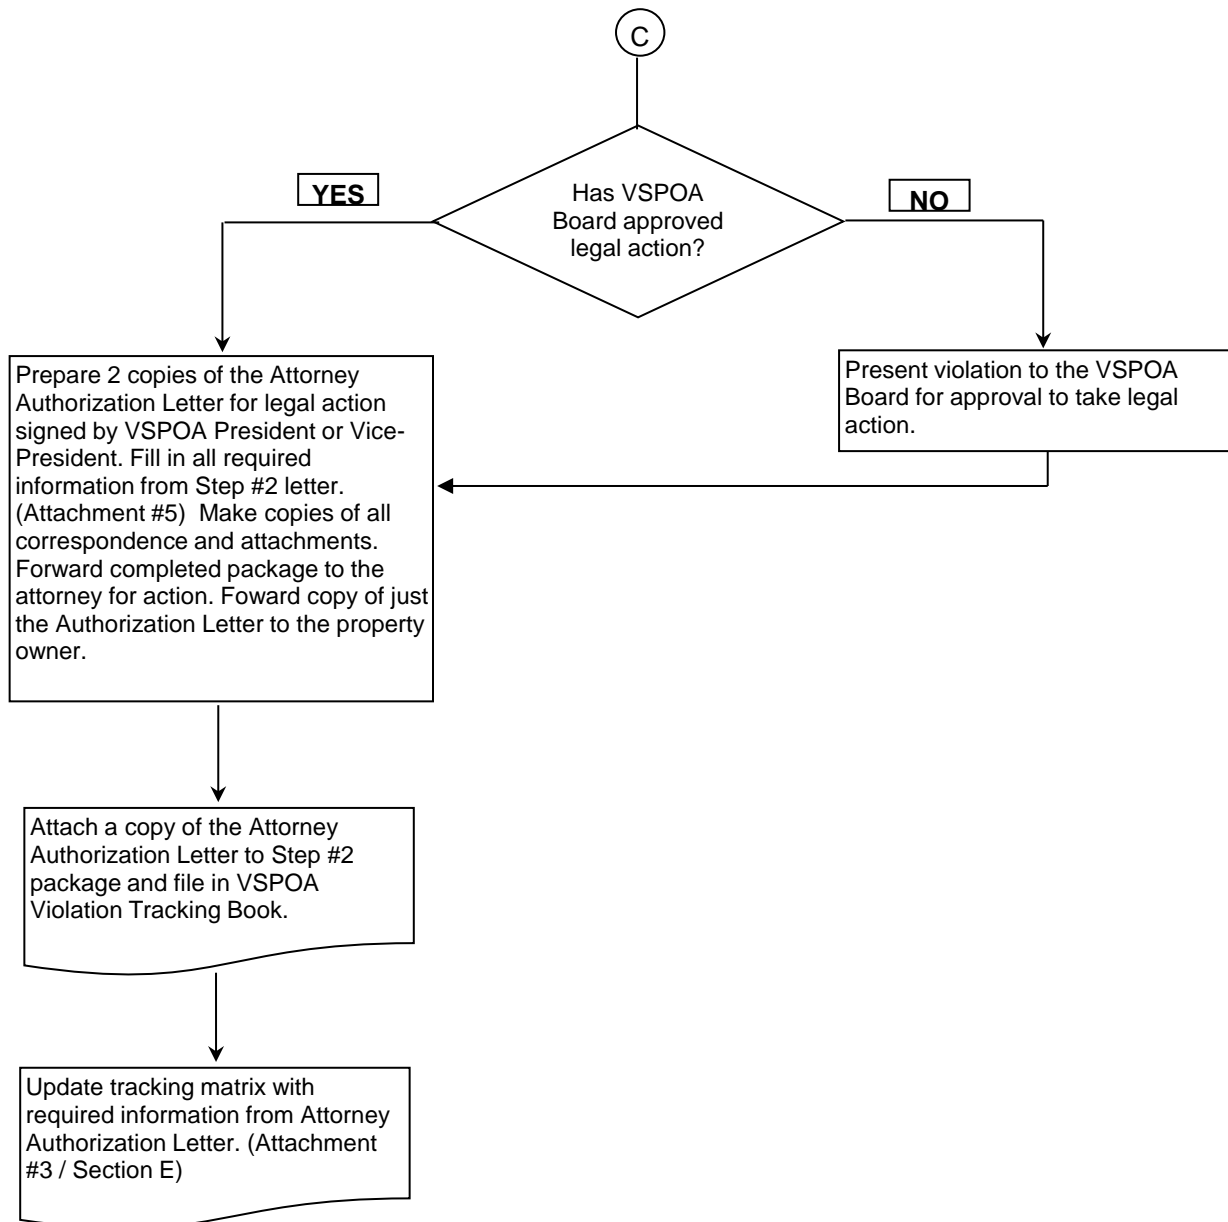 C
Has VSPOA
Board approved
legal action?
YES
NO
Prepare 2 copies of the Attorney
Authorization Letter for legal action
signed by VSPOA President or Vice-
President. Fill in all required
information from Step #2 letter.
(Attachment #5)  Make copies of all
correspondence and attachments.
Forward completed package to the
attorney for action. Foward copy of just
the Authorization Letter to the property
owner.
Present violation to the VSPOA
Board for approval to take legal
action.
Attach a copy of the Attorney
Authorization Letter to Step #2
package and file in VSPOA
Violation Tracking Book.
Update tracking matrix with
required information from Attorney
Authorization Letter. (Attachment
#3 / Section E)